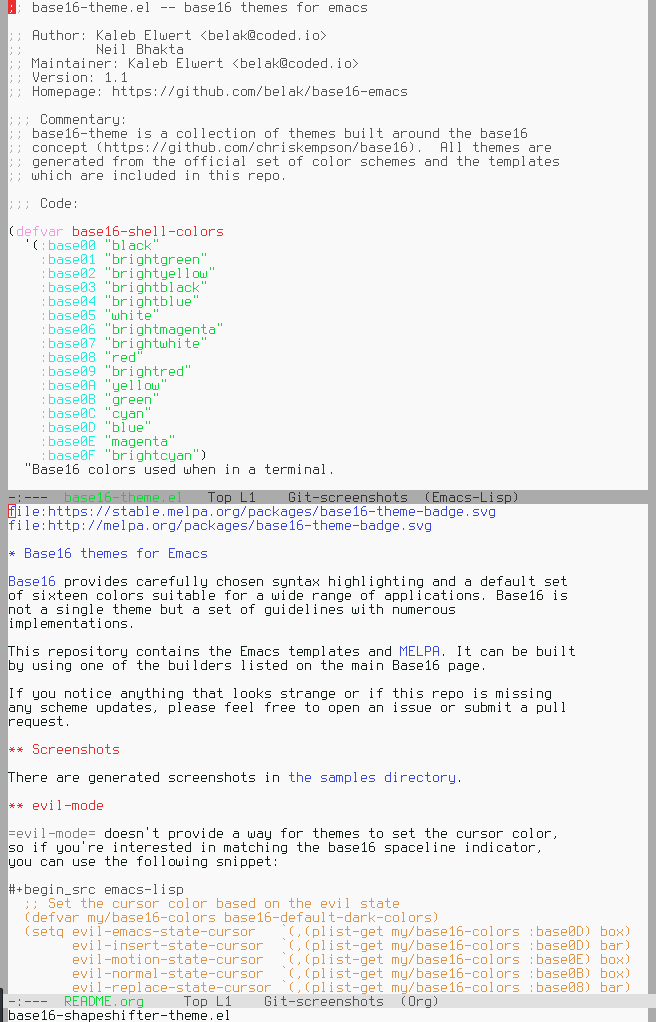 ;; base16-theme.el -- base16 themes for emacs
;; Author: Kaleb Elwert <belak@coded.io>
;;         Neil Bhakta
;; Maintainer: Kaleb Elwert <belak@coded.io>
;; Version: 1.1
;; Homepage: https://github.com/belak/base16-emacs
;;; Commentary:
;; base16-theme is a collection of themes built around the base16
;; concept (https://github.com/chriskempson/base16).  All themes are
;; generated from the official set of color schemes and the templates
;; which are included in this repo.
;;; Code:
(defvar base16-shell-colors
  '(:base00 "black"
    :base01 "brightgreen"
    :base02 "brightyellow"
    :base03 "brightblack"
    :base04 "brightblue"
    :base05 "white"
    :base06 "brightmagenta"
    :base07 "brightwhite"
    :base08 "red"
    :base09 "brightred"
    :base0A "yellow"
    :base0B "green"
    :base0C "cyan"
    :base0D "blue"
    :base0E "magenta"
    :base0F "brightcyan")
  "Base16 colors used when in a terminal.
-:---  base16-theme.el   Top L1    Git-screenshots  (Emacs-Lisp)
file:https://stable.melpa.org/packages/base16-theme-badge.svg
file:http://melpa.org/packages/base16-theme-badge.svg
* Base16 themes for Emacs
Base16 provides carefully chosen syntax highlighting and a default set
of sixteen colors suitable for a wide range of applications. Base16 is
not a single theme but a set of guidelines with numerous
implementations.
This repository contains the Emacs templates and MELPA. It can be built
by using one of the builders listed on the main Base16 page.
If you notice anything that looks strange or if this repo is missing
any scheme updates, please feel free to open an issue or submit a pull
request.
** Screenshots
There are generated screenshots in the samples directory.
** evil-mode
=evil-mode= doesn't provide a way for themes to set the cursor color,
so if you're interested in matching the base16 spaceline indicator,
you can use the following snippet:
#+begin_src emacs-lisp
  ;; Set the cursor color based on the evil state
  (defvar my/base16-colors base16-default-dark-colors)
  (setq evil-emacs-state-cursor   `(,(plist-get my/base16-colors :base0D) box)
        evil-insert-state-cursor  `(,(plist-get my/base16-colors :base0D) bar)
        evil-motion-state-cursor  `(,(plist-get my/base16-colors :base0E) box)
        evil-normal-state-cursor  `(,(plist-get my/base16-colors :base0B) box)
        evil-replace-state-cursor `(,(plist-get my/base16-colors :base08) bar)
-:---  README.org     Top L1    Git-screenshots  (Org)
base16-shapeshifter-theme.el